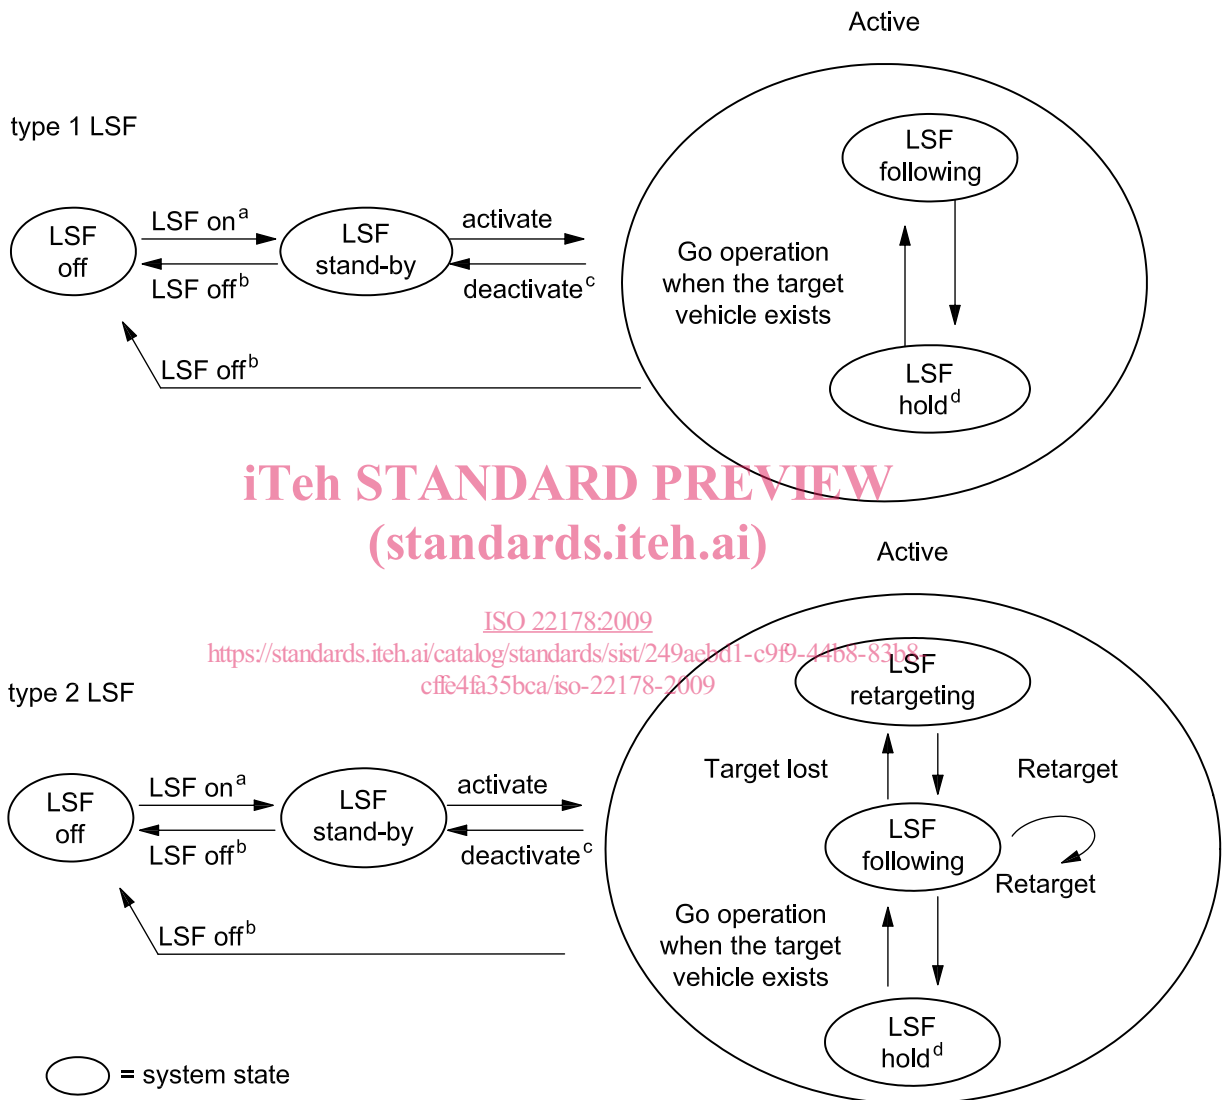 Active
type 1 LSF
LSF
following
LSF on a
activate
LSF
off
LSF
stand-by
Go operation
when the target
vehicle exists
LSF off b
deactivate c
LSF off b
LSF
hold d
iTeh STANDARD PREVIEW
(standards.iteh.ai)
Active
ISO 22178:2009
https://standards.iteh.ai/catalog/standards/sist/249aebd1-c9f9-44b8-83b8-
cffe4fa35bca/iso-22178-2009
LSF
retargeting
type 2 LSF
Target lost
Retarget
LSF on a
activate
LSF
off
LSF
stand-by
LSF off b
deactivate c
LSF
following
Retarget
Go operation
when the target
vehicle exists
LSF off b
LSF
hold d
= system state